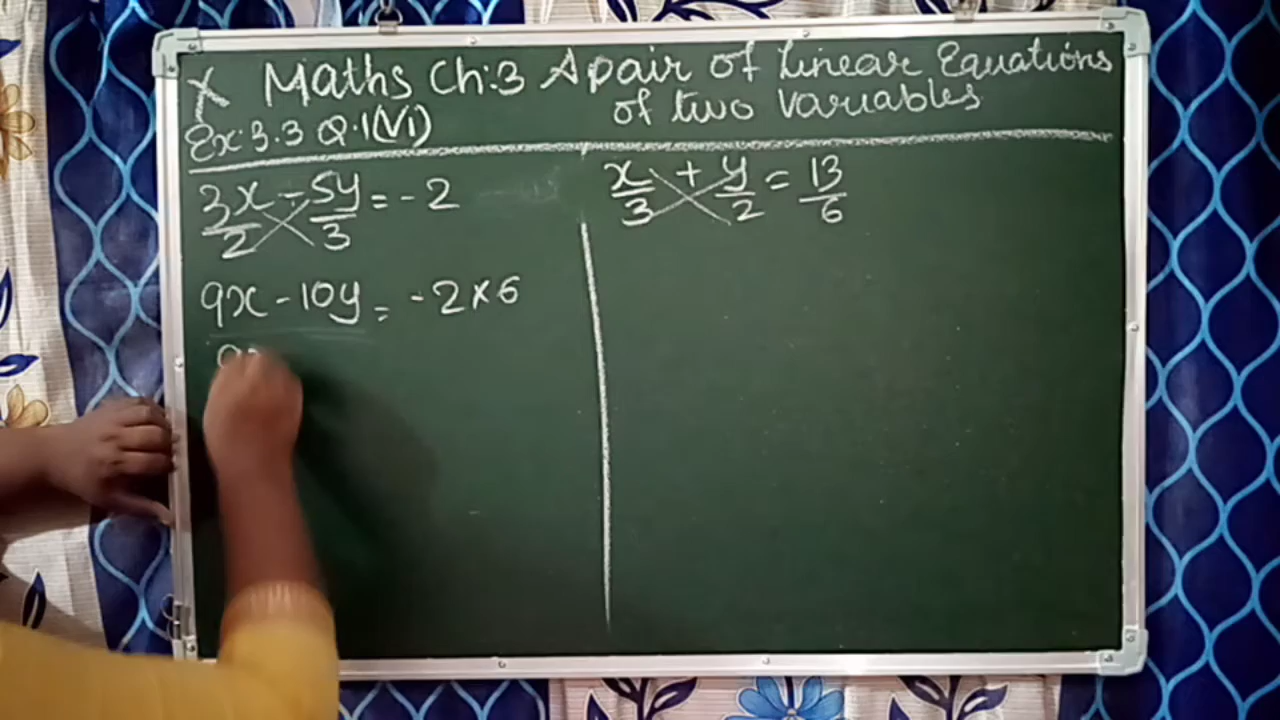 X Maths Ch:3 A pair of Linear Equations
of two variables
Ex:3.3 Q.1(VI)
3x/2 - 5y/3 = -2
9x - 10y = -2×6
9
x/3 + y/2 = 13/6